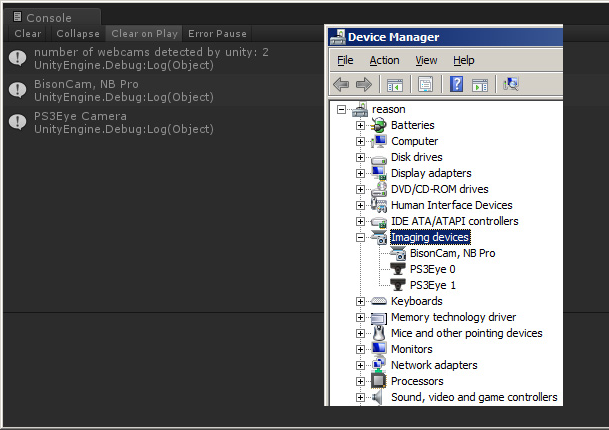 Console
Clear Collapse Clear on Play Error Pause
number of webcams detected by unity: 2
UnityEngine.Debug:Log(Object)
BisonCam, NB Pro
UnityEngine.Debug:Log(Object)
PS3Eye Camera
UnityEngine.Debug:Log(Object)
Device Manager
File Action View Help
reason
Batteries
Computer
Disk drives
Display adapters
DVD/CD-ROM drives
Human Interface Devices
IDE ATA/ATAPI controllers
Imaging devices
BisonCam, NB Pro
PS3Eye 0
PS3Eye 1
Keyboards
Memory technology driver
Mice and other pointing devices
Monitors
Network adapters
Processors
Sound, video and game controllers